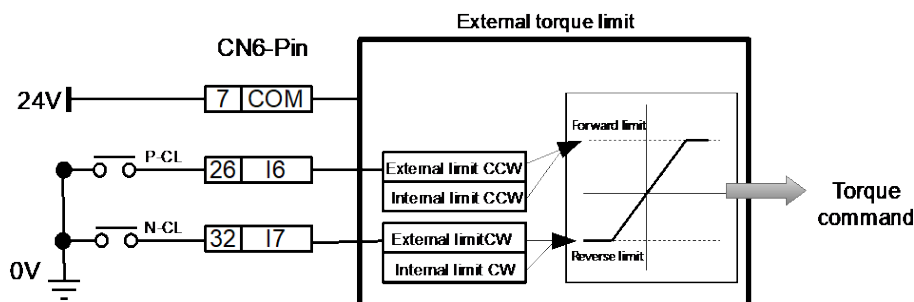 External torque limit
CN6-Pin
24V
7 COM
Forward limit
P-CL
26 I6
External limit CCW
Internal limit CCW
Torque
command
N-CL
32 I7
External limitCW
Internal limit CW
Reverse limit
0V